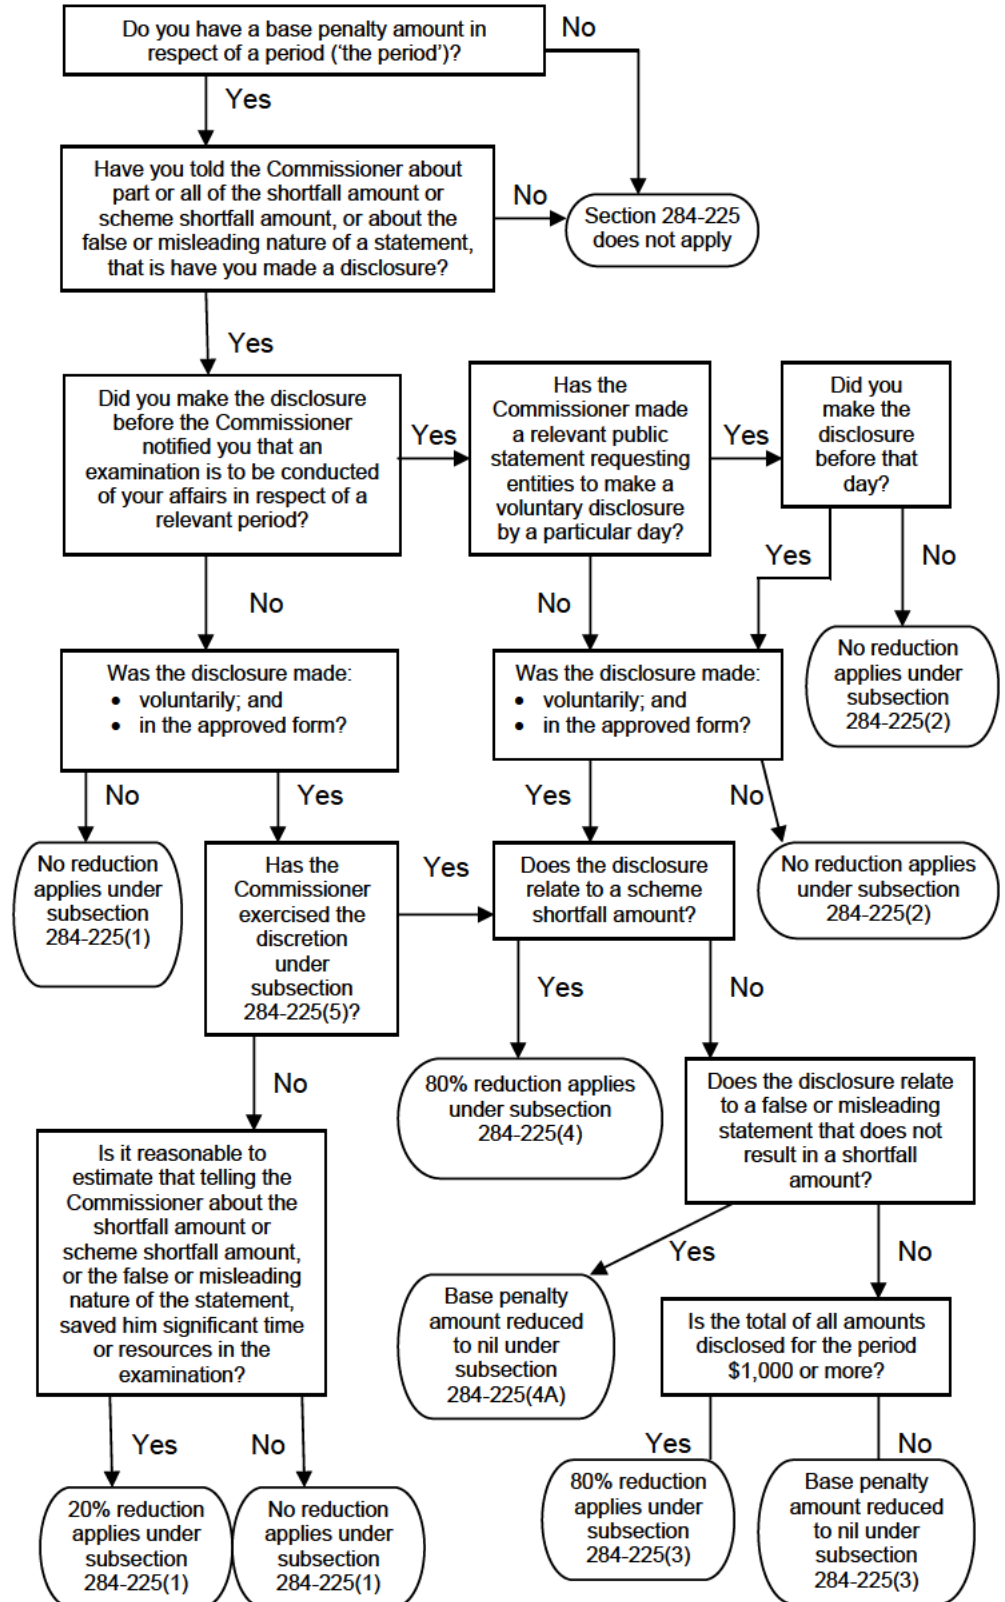 Do you have a base penalty amount in
respect of a period (‘the period’)?
No
Yes
Have you told the Commissioner about
part or all of the shortfall amount or
scheme shortfall amount, or about the
false or misleading nature of a statement,
that is have you made a disclosure?
No
Section 284-225
does not apply
Yes
Did you make the disclosure
before the Commissioner
notified you that an
examination is to be conducted
of your affairs in respect of a
relevant period?
Yes
Has the
Commissioner made
a relevant public
statement requesting
entities to make a
voluntary disclosure
by a particular day?
Yes
Did you
make the
disclosure
before that
day?
Yes
No
No
No
No reduction
applies under
subsection
284-225(2)
Was the disclosure made:
• voluntarily; and
• in the approved form?
Was the disclosure made:
• voluntarily; and
• in the approved form?
No
Yes
Yes
No
No reduction
applies under
subsection
284-225(1)
Has the
Commissioner
exercised the
discretion
under
subsection
284-225(5)?
Yes
Does the disclosure
relate to a scheme
shortfall amount?
No reduction applies
under subsection
284-225(2)
Yes
No
No
80% reduction applies
under subsection
284-225(4)
Does the disclosure relate
to a false or misleading
statement that does not
result in a shortfall
amount?
Is it reasonable to
estimate that telling the
Commissioner about the
shortfall amount or
scheme shortfall amount,
or the false or misleading
nature of the statement,
saved him significant time
or resources in the
examination?
Yes
No
Base penalty
amount reduced
to nil under
subsection
284-225(4A)
Is the total of all amounts
disclosed for the period
$1,000 or more?
Yes
No
Yes
No
20% reduction
applies under
subsection
284-225(1)
No reduction
applies under
subsection
284-225(1)
80% reduction
applies under
subsection
284-225(3)
Base penalty
amount reduced
to nil under
subsection
284-225(3)